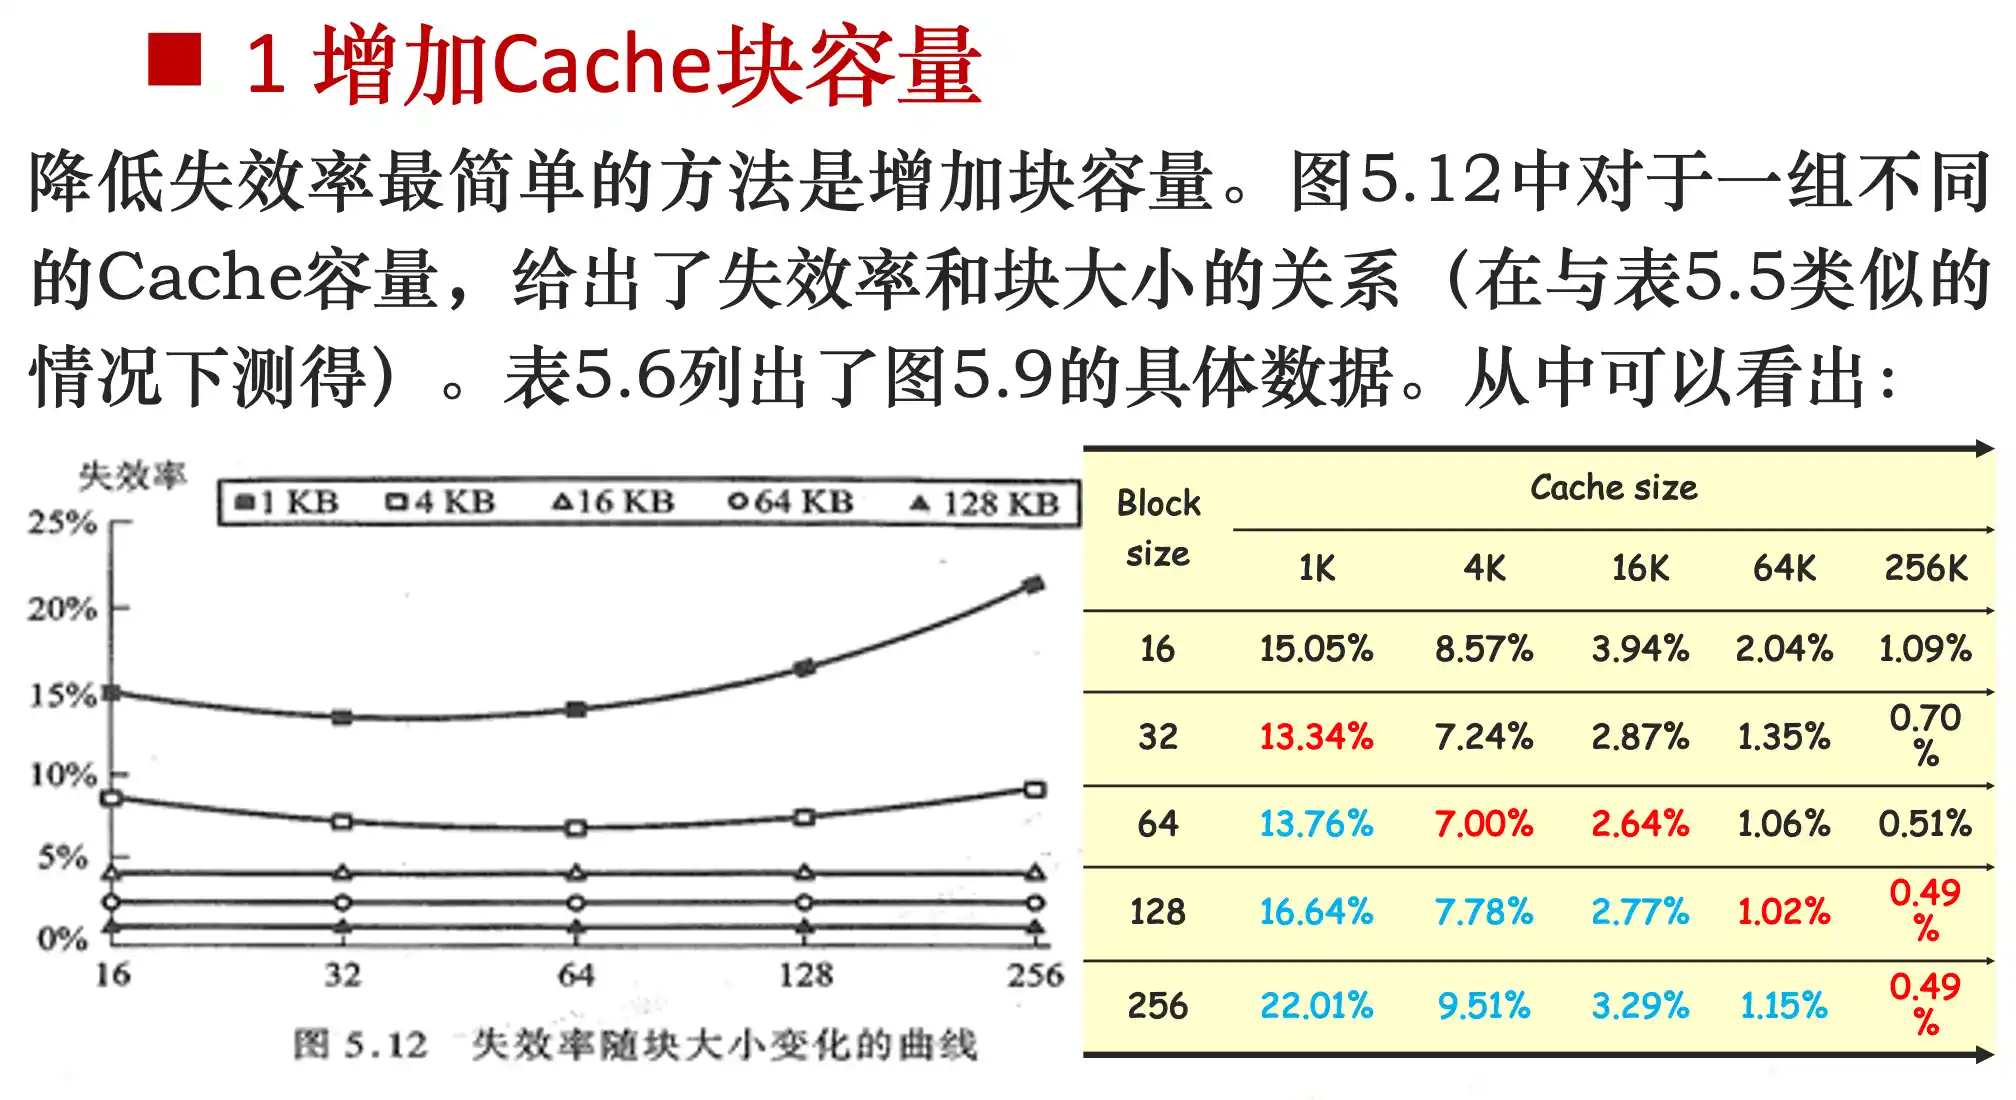 ■ 1 增加Cache块容量
降低失效率最简单的方法是增加块容量。图5.12中对于一组不同
的Cache容量，给出了失效率和块大小的关系（在与表5.5类似的
情况下测得）。表5.6列出了图5.9的具体数据。从中可以看出：
失效率
1 KB 4 KB 16 KB 64 KB 128 KB
25%
20%
15%
10%
5%
0%
16 32 64 128 256
图 5.12 失效率随块大小变化的曲线
Block
size
Cache size
1K 4K 16K 64K 256K
16 15.05% 8.57% 3.94% 2.04% 1.09%
32 13.34% 7.24% 2.87% 1.35% 0.70
%
64 13.76% 7.00% 2.64% 1.06% 0.51%
128 16.64% 7.78% 2.77% 1.02% 0.49
%
256 22.01% 9.51% 3.29% 1.15% 0.49
%